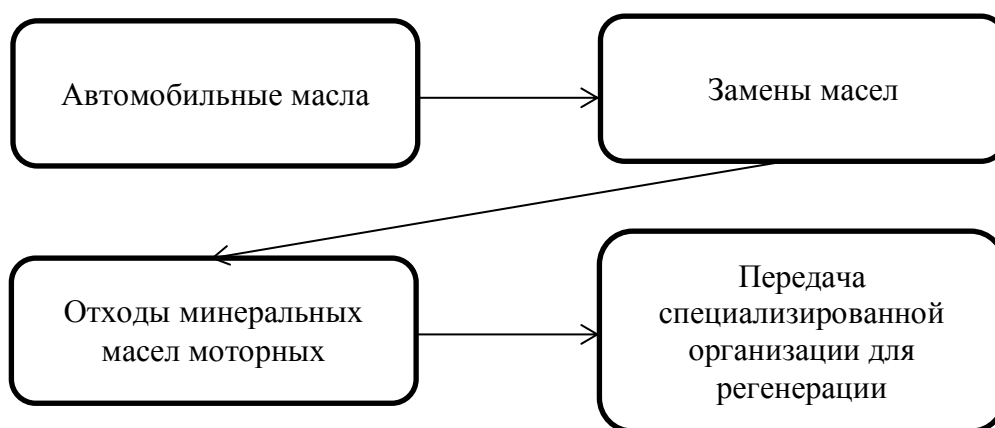 Автомобильные масла
Замены масел
Отходы минеральных
масел моторных
Передача
специализированной
организации для
регенерации